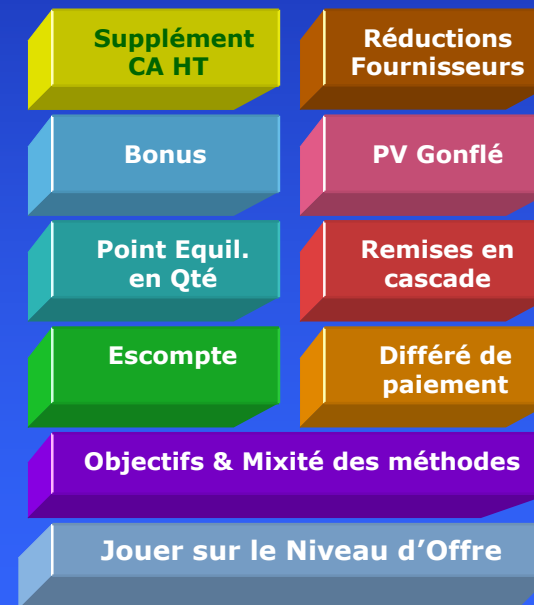 Supplément
CA HT
Réductions
Fournisseurs
Bonus
PV Gonflé
Point Equil.
en Qté
Remises en
cascade
Escompte
Différé de
paiement
Objectifs & Mixité des méthodes
Jouer sur le Niveau d’Offre